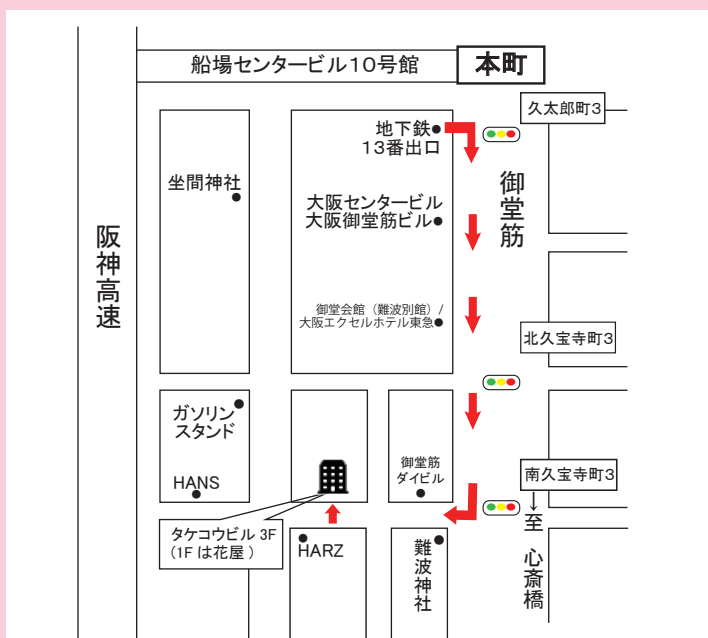 船場センタービル10号館
本町
久太郎町3
地下鉄
13番出口
坐間神社
御堂筋
大阪センタービル
大阪御堂筋ビル
阪神高速
御堂会館（難波別館）/
大阪エクセルホテル東急
北久宝寺町3
ガソリン
スタンド
HANS
御堂筋
ダイビル
南久宝寺町3
↓至 心斎橋
タケコウビル 3F
(1F は花屋 )
HARZ
難波神社